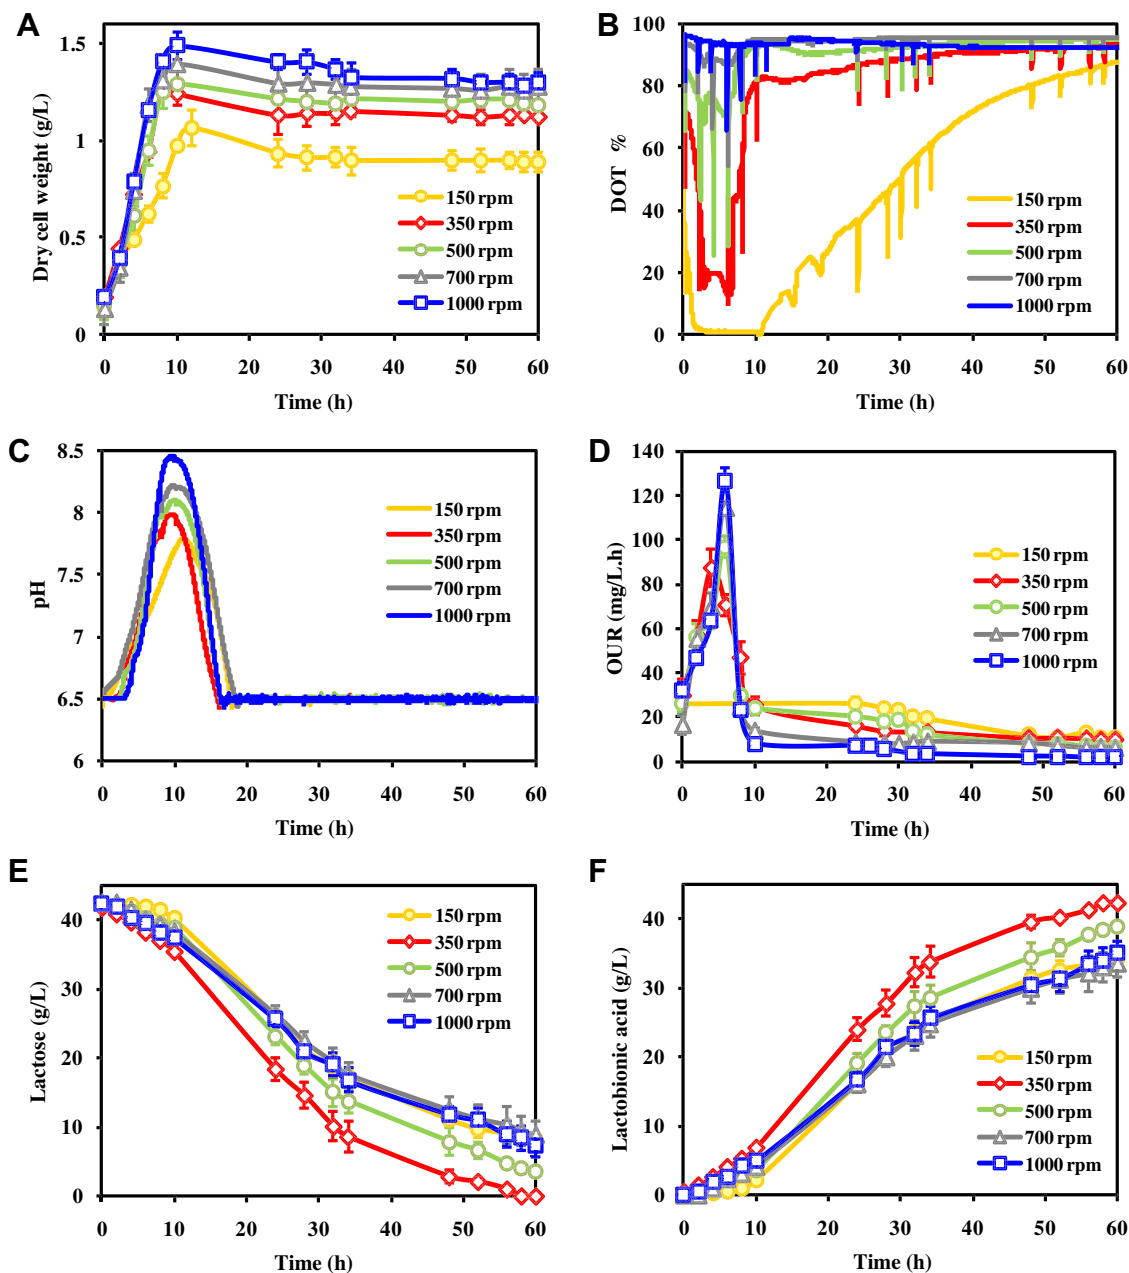 A
Dry cell weight (g/L)
1.5
1
0.5
0
150 rpm
350 rpm
500 rpm
700 rpm
1000 rpm
0 10 20 30 40 50 60
Time (h)
B
DOT %
100
80
60
40
20
0
150 rpm
350 rpm
500 rpm
700 rpm
1000 rpm
0 10 20 30 40 50 60
Time (h)
C
pH
8.5
8
7.5
7
6.5
6
150 rpm
350 rpm
500 rpm
700 rpm
1000 rpm
0 10 20 30 40 50 60
Time (h)
D
OUR (mg/L.h)
140
120
100
80
60
40
20
0
150 rpm
350 rpm
500 rpm
700 rpm
1000 rpm
0 10 20 30 40 50 60
Time (h)
E
Lactose (g/L)
40
30
20
10
0
150 rpm
350 rpm
500 rpm
700 rpm
1000 rpm
0 10 20 30 40 50 60
Time (h)
F
Lactobionic acid (g/L)
40
30
20
10
0
150 rpm
350 rpm
500 rpm
700 rpm
1000 rpm
0 10 20 30 40 50 60
Time (h)